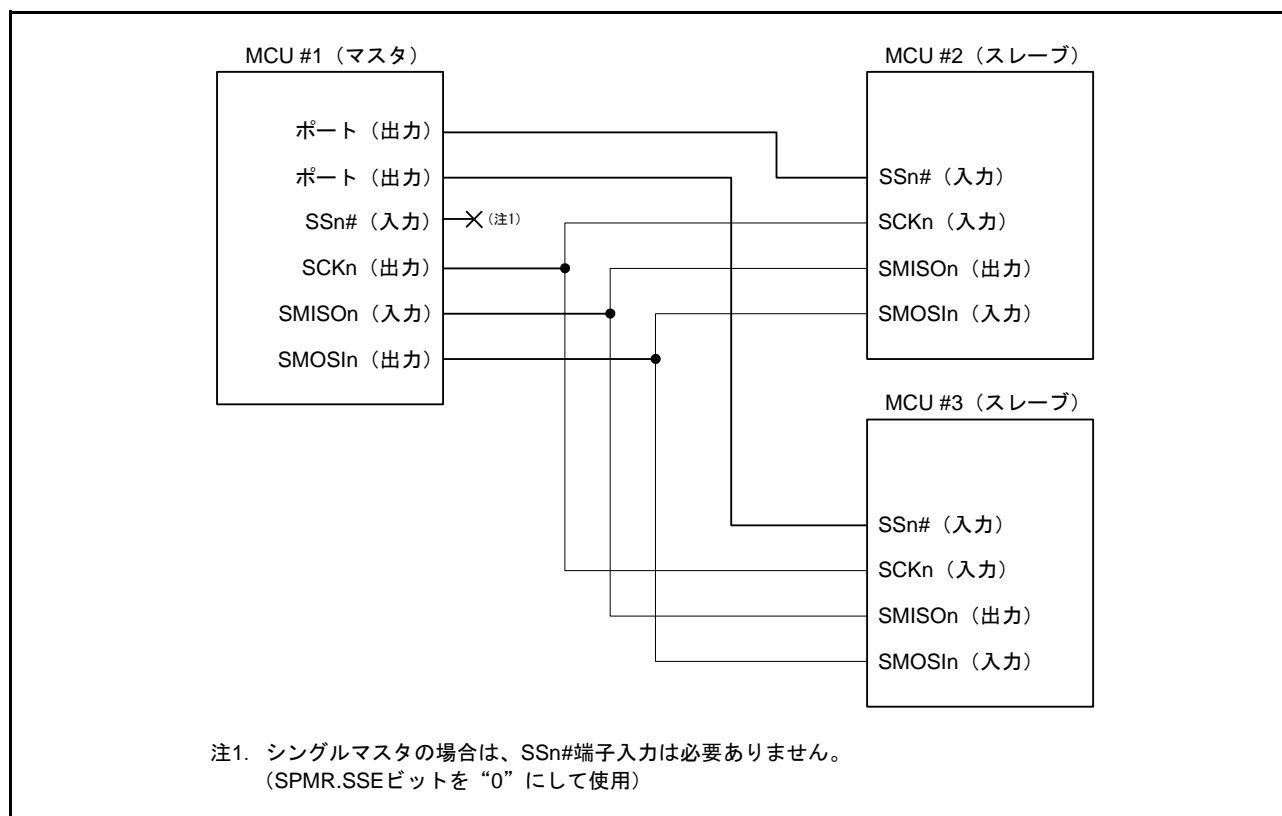 MCU #1（マスタ）
ポート（出力）
ポート（出力）
SSn#（入力）
（注1）
SCKn（出力）
SMISOn（入力）
SMOSIn（出力）
MCU #2（スレーブ）
SSn#（入力）
SCKn（入力）
SMISOn（出力）
SMOSIn（入力）
MCU #3（スレーブ）
SSn#（入力）
SCKn（入力）
SMISOn（出力）
SMOSIn（入力）
注1. シングルマスタの場合は、SSn#端子入力は必要ありません。
（SPMR.SSEビットを“0”にして使用）